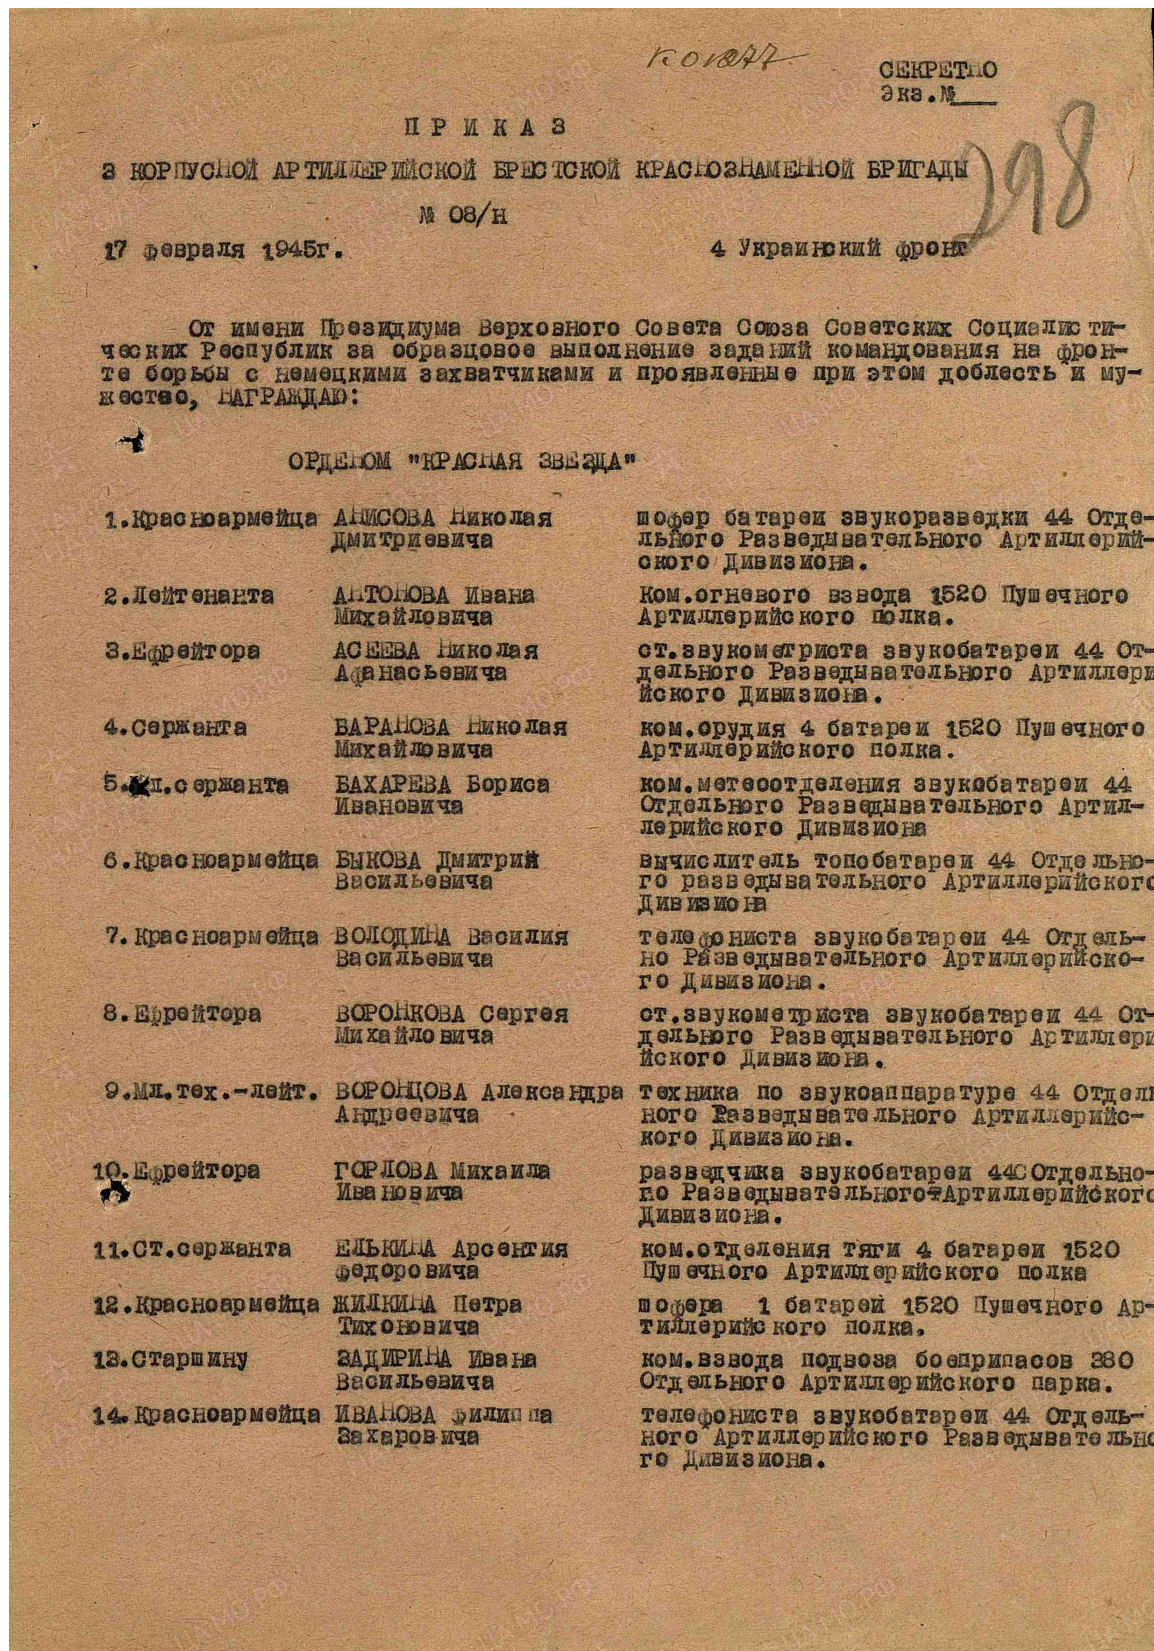 СЕКРЕТНО
Экз.№___
298
П Р И К А З
3 КОРПУСНОЙ АРТИЛЛЕРИЙСКОЙ БРЕСТСКОЙ КРАСНОЗНАМЕННОЙ БРИГАДЫ
№ 08/Н
17 февраля 1945г. 4 Украинский фронт
От имени Президиума Верховного Совета Союза Советских Социалисти-
ческих Республик за образцовое выполнение заданий командования на фрон-
те борьбы с немецкими захватчиками и проявленные при этом доблесть и му-
жество, НАГРАЖДАЮ:
ОРДЕНОМ "КРАСНАЯ ЗВЕЗДА"
1.Красноармейца АНИСОВА Николая шофер батареи звукоразведки 44 Отде-
Дмитриевича льного Разведывательного Артиллерий-
ского Дивизиона.
2.Лейтенанта АНТОНОВА Ивана Ком.огневого взвода 1520 Пушечного
Михайловича Артиллерийского полка.
3.Ефрейтора АСЕЕВА Николая ст.звукометриста звукобатареи 44 От-
Афанасьевича дельного Разведывательного Артиллери
йского Дивизиона.
4.Сержанта БАРАНОВА Николая ком.орудия 4 батареи 1520 Пушечного
Михайловича Артиллерийского полка.
5.Мл.сержанта БАХАРЕВА Бориса ком.метеоотделения звукобатареи 44
Ивановича Отдельного Разведывательного Артил-
лерийского Дивизиона
6.Красноармейца БЫКОВА Дмитрий вычислитель топобатареи 44 Отдельно-
Васильевича го разведывательного Артиллерийского
Дивизиона
7.Красноармейца ВОЛОДИНА Василия телефониста звукобатареи 44 Отдель-
Васильевича но Разведывательного Артиллерийско-
го Дивизиона.
8.Ефрейтора ВОРОНКОВА Сергея ст.звукометриста звукобатареи 44 От-
Михайловича дельного Разведывательного Артиллери
йского Дивизиона.
9.Мл.тех.-лейт. ВОРОНЦОВА Александра техника по звукоаппаратуре 44 Отдель
Андреевича ного Разведывательного Артиллерийс-
кого Дивизиона.
10.Ефрейтора ГОРЛОВА Михаила разведчика звукобатареи 44 Отдельно-
Ивановича го Разведывательного Артиллерийского
Дивизиона.
11.Ст.сержанта ЕЛЬКИНА Арсентия ком.отделения тяги 4 батареи 1520
Федоровича Пушечного Артиллерийского полка
12.Красноармейца ЖИЛКИНА Петра шофера 1 батареи 1520 Пушечного Ар-
Тихоновича тиллерийского полка.
13.Старшину ЗАДИРИНА Ивана ком.взвода подвоза боеприпасов 380
Васильевича Отдельного Артиллерийского парка.
14.Красноармейца ИВАНОВА Филиппа телефониста звукобатареи 44 Отдель-
Захаровича ного Артиллерийского Разведывательно
го Дивизиона.